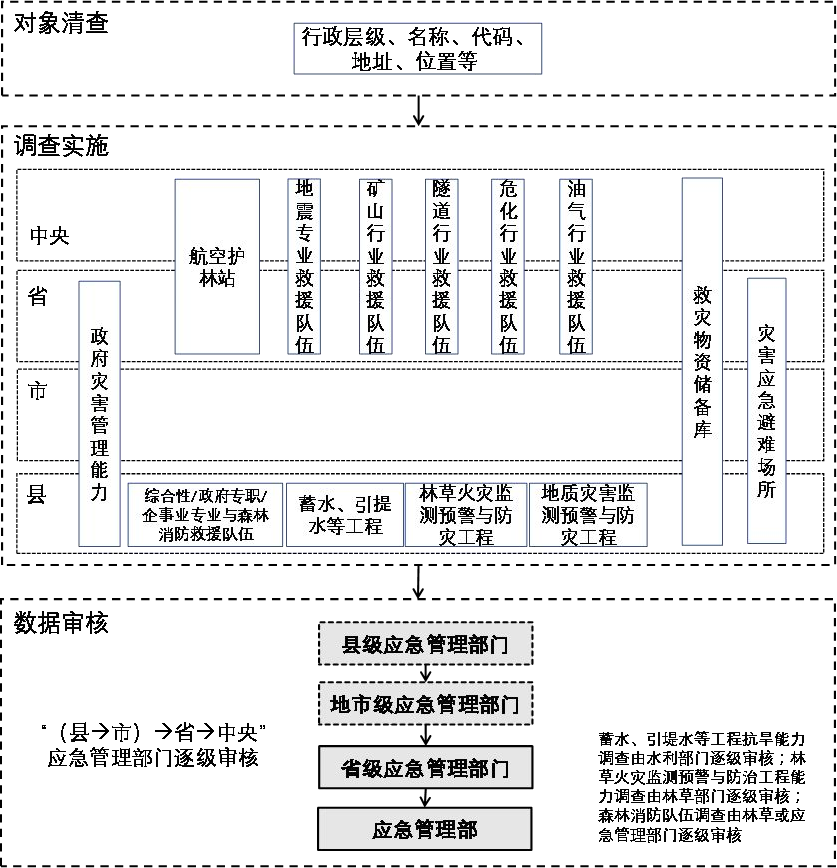 对象清查
行政层级、名称、代码、
地址、位置等
调查实施
中央
省
市
县
政府灾害管理能力
航空护
林站
地震专业救援队伍
矿山行业救援队伍
隧道行业救援队伍
危化行业救援队伍
油气行业救援队伍
救灾物资储备库
灾害应急避难场所
综合性/政府专职/
企事业专业与森林
消防救援队伍
蓄水、引提
水等工程
林草火灾监
测预警与防
灾工程
地质灾害监
测预警与防
灾工程
数据审核
“（县→市）→省→中央”
应急管理部门逐级审核
县级应急管理部门
地市级应急管理部门
省级应急管理部门
应急管理部
蓄水、引堤水等工程抗旱能力
调查由水利部门逐级审核；林
草火灾监测预警与防治工程能
力调查由林草部门逐级审核；
森林消防队伍调查由林草或应
急管理部门逐级审核